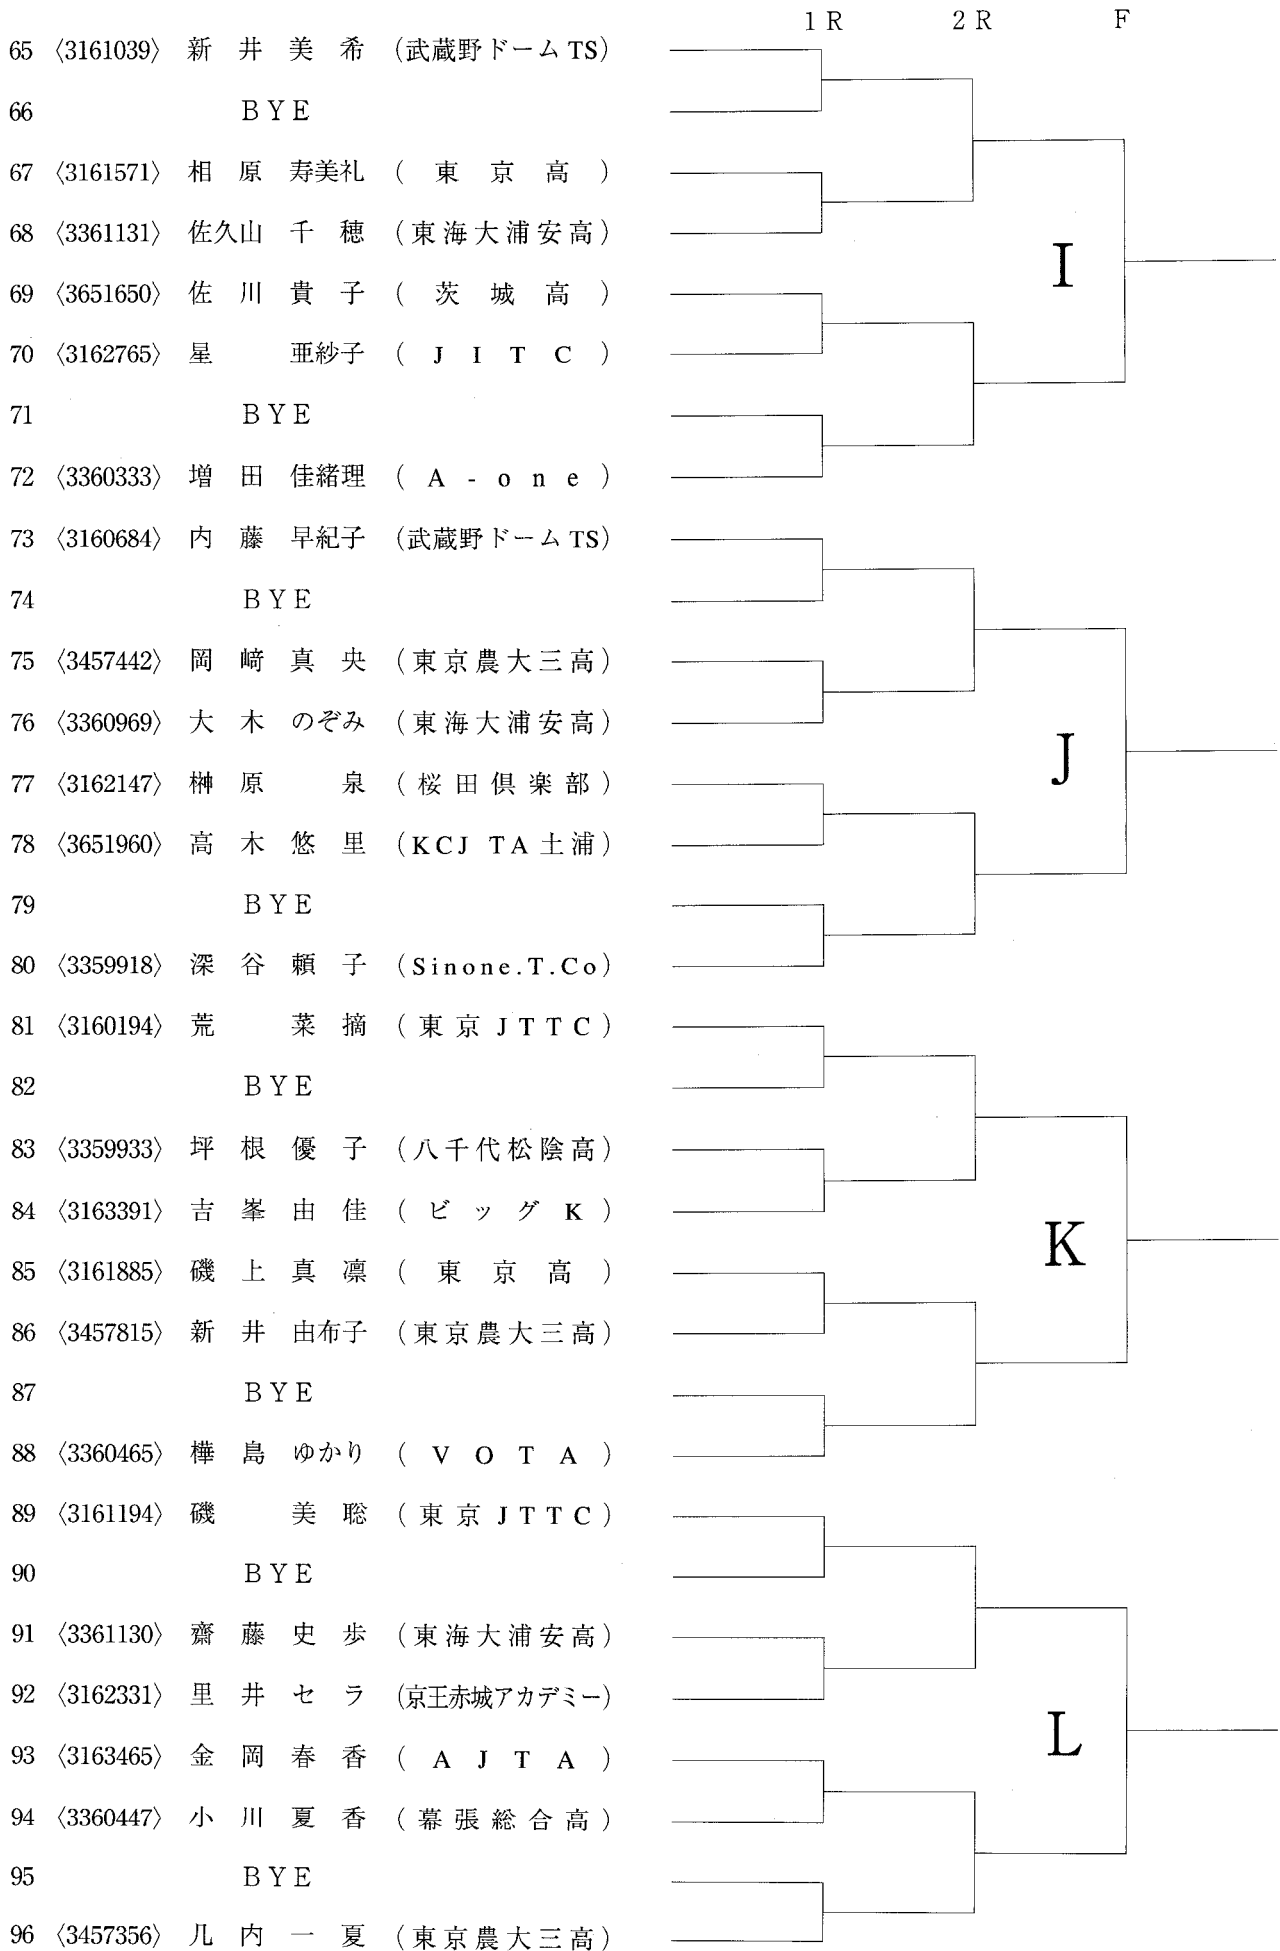 1R 2R F
65 〈3161039〉 新井美希 (武蔵野ドームTS)
66 BYE
67 〈3161571〉 相原寿美礼 (東京高)
68 〈3361131〉 佐久山千穂 (東海大浦安高)
I
69 〈3651650〉 佐川貴子 (茨城高)
70 〈3162765〉 星亜紗子 (JITC)
71 BYE
72 〈3360333〉 増田佳緒理 (A-one)
73 〈3160684〉 内藤早紀子 (武蔵野ドームTS)
74 BYE
75 〈3457442〉 岡﨑真央 (東京農大三高)
76 〈3360969〉 大木のぞみ (東海大浦安高)
J
77 〈3162147〉 榊原泉 (桜田倶楽部)
78 〈3651960〉 高木悠里 (KCJ TA土浦)
79 BYE
80 〈3359918〉 深谷頼子 (Sinone.T.Co)
81 〈3160194〉 荒菜摘 (東京JTTC)
82 BYE
83 〈3359933〉 坪根優子 (八千代松陰高)
84 〈3163391〉 吉峯由佳 (ビッグK)
K
85 〈3161885〉 磯上真凛 (東京高)
86 〈3457815〉 新井由布子 (東京農大三高)
87 BYE
88 〈3360465〉 樺島ゆかり (VOTA)
89 〈3161194〉 磯美聡 (東京JTTC)
90 BYE
91 〈3361130〉 齋藤史歩 (東海大浦安高)
92 〈3162331〉 里井セラ (京王赤城アカデミー)
L
93 〈3163465〉 金岡春香 (AJTA)
94 〈3360447〉 小川夏香 (幕張総合高)
95 BYE
96 〈3457356〉 几内一夏 (東京農大三高)